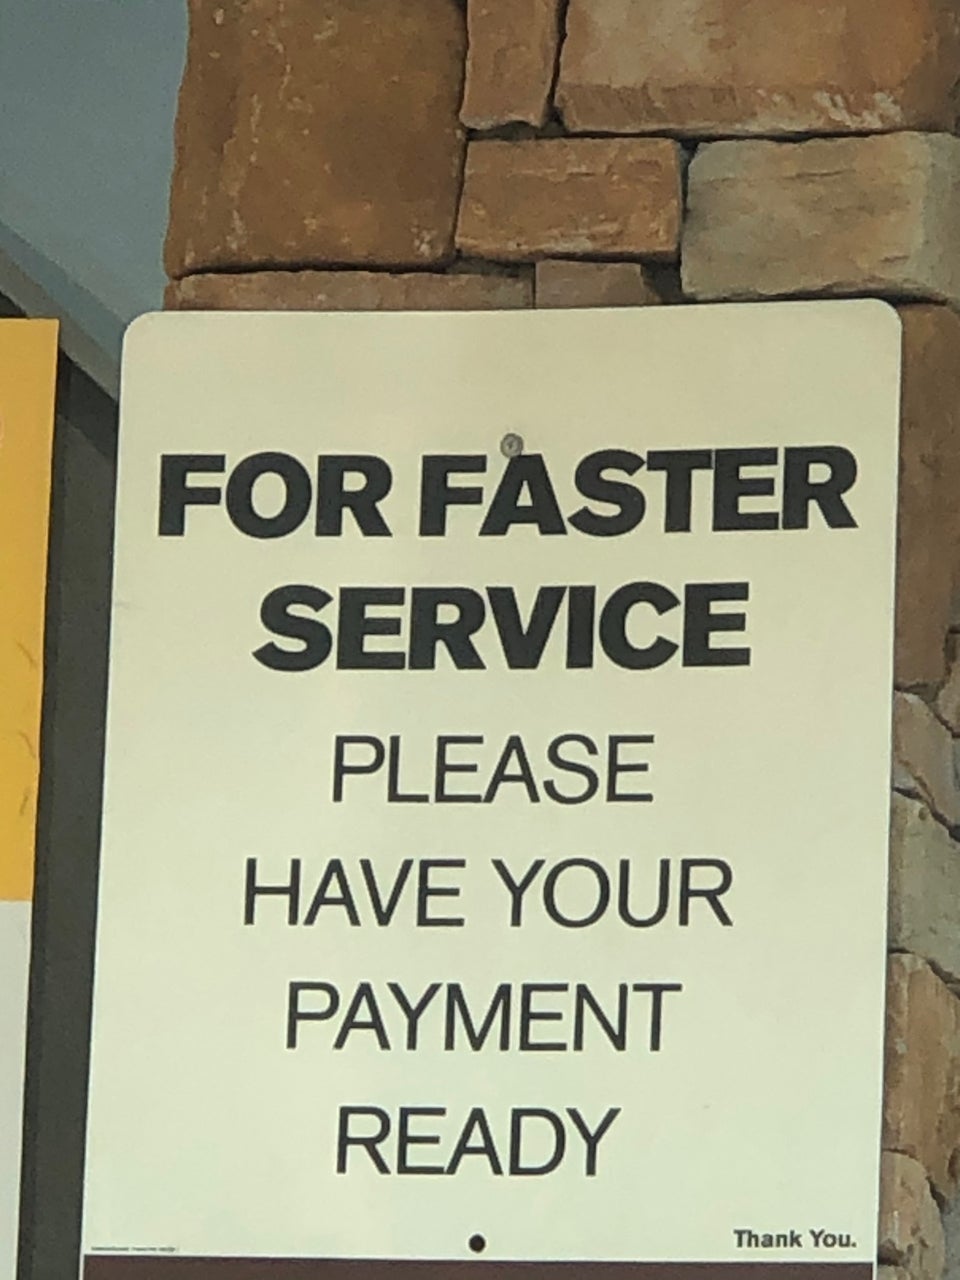 FOR FASTER
SERVICE
PLEASE
HAVE YOUR
PAYMENT
READY
Thank You.